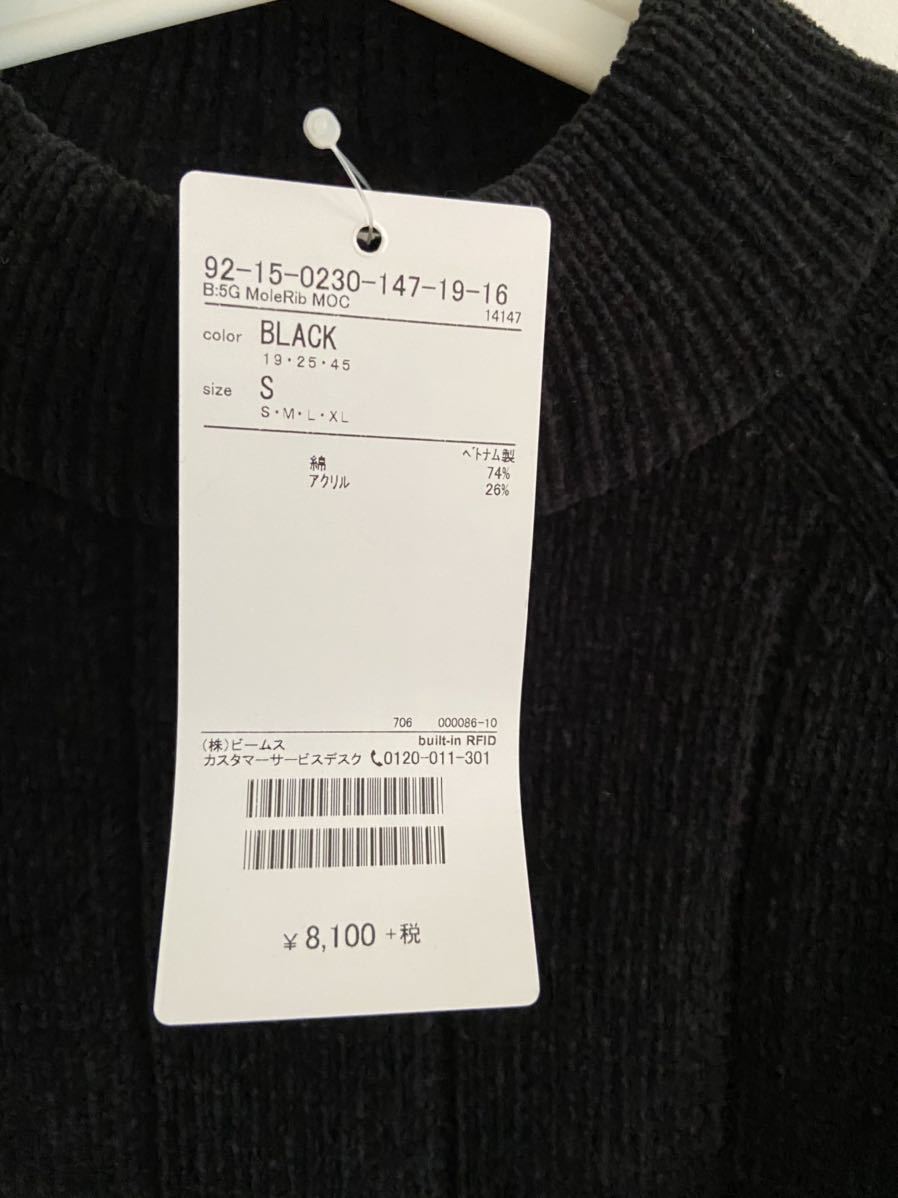 92-15-0230-147-19-16
B:5G MoleRib MOC
14147
color BLACK
19・25・45
size S
S・M・L・XL
ベトナム製
綿 74%
アクリル 26%
706 000086-10
(株)ビームス built-in RFID
カスタマーサービスデスク 0120-011-301
¥8,100 +税